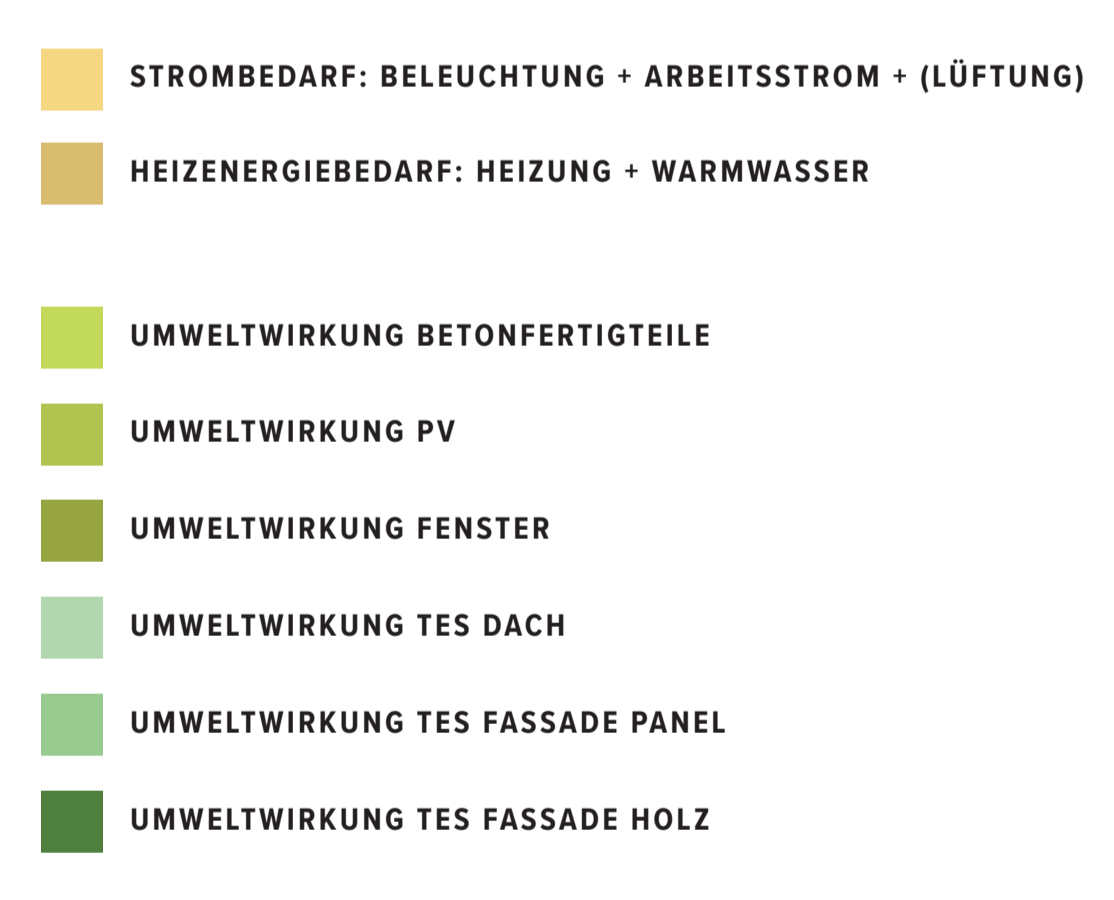 STROMBEDARF: BELEUCHTUNG + ARBEITSSTROM + (LÜFTUNG)
HEIZENERGIEBEDARF: HEIZUNG + WARMWASSER
UMWELTWIRKUNG BETONFERTIGTEILE
UMWELTWIRKUNG PV
UMWELTWIRKUNG FENSTER
UMWELTWIRKUNG TES DACH
UMWELTWIRKUNG TES FASSADE PANEL
UMWELTWIRKUNG TES FASSADE HOLZ